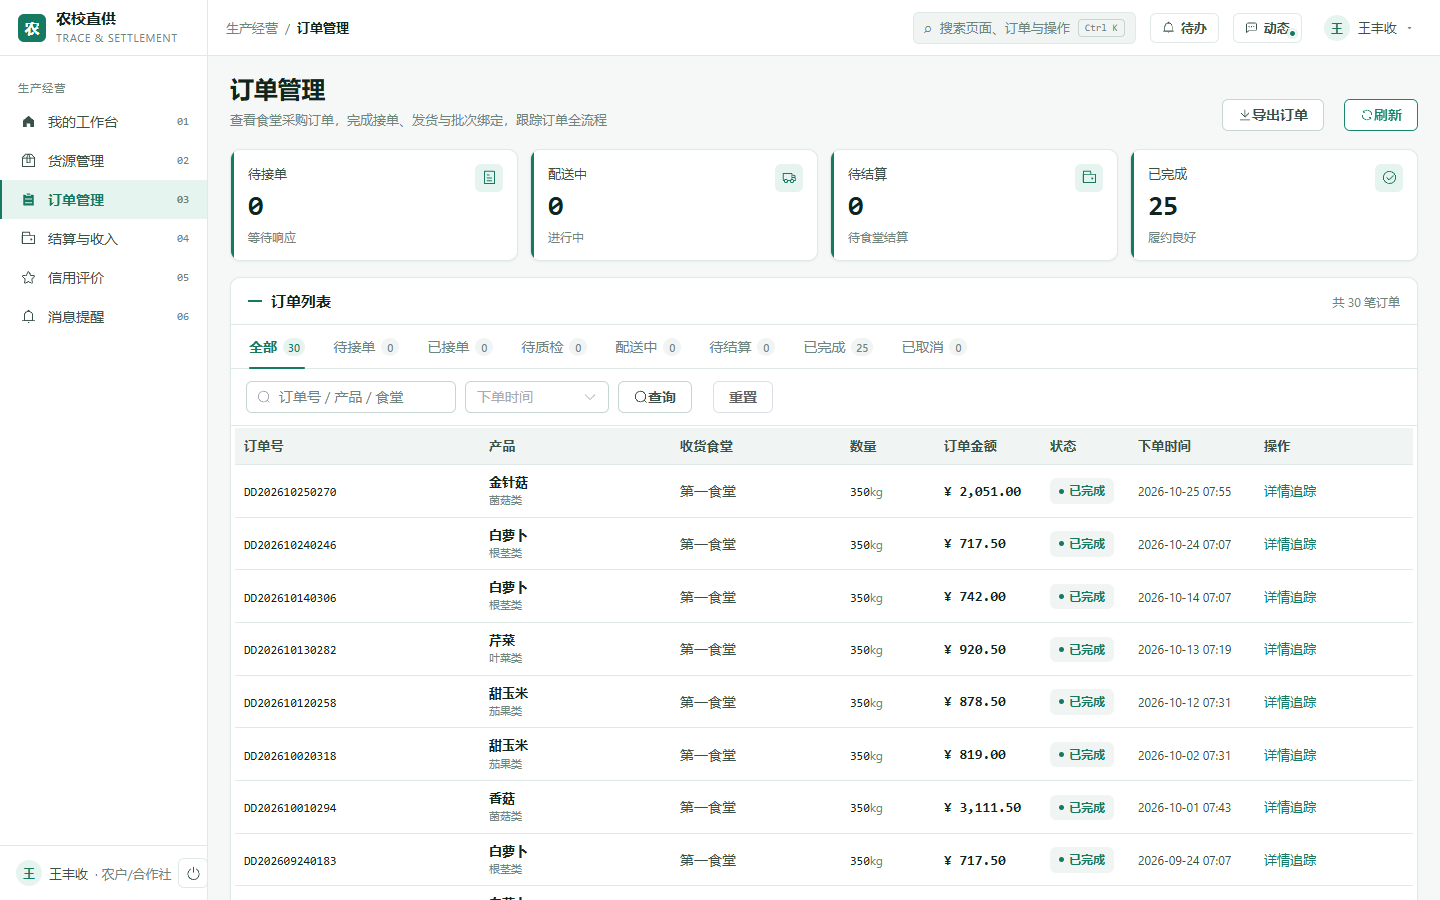 农
农校直供
TRACE & SETTLEMENT
生产经营 / 订单管理
搜索页面、订单与操作 Ctrl K
待办
动态
王 王丰收
生产经营
我的工作台 01
货源管理 02
订单管理 03
结算与收入 04
信用评价 05
消息提醒 06
王 王丰收 · 农户/合作社
订单管理
查看食堂采购订单，完成接单、发货与批次绑定，跟踪订单全流程
导出订单
刷新
待接单
0
等待响应
配送中
0
进行中
待结算
0
待食堂结算
已完成
25
履约良好
订单列表
共 30 笔订单
全部 30 待接单 0 已接单 0 待质检 0 配送中 0 待结算 0 已完成 25 已取消 0
订单号 / 产品 / 食堂 下单时间 查询 重置
订单号 产品 收货食堂 数量 订单金额 状态 下单时间 操作
DD202610250270 金针菇 菌菇类 第一食堂 350kg ¥ 2,051.00 已完成 2026-10-25 07:55 详情追踪
DD202610240246 白萝卜 根茎类 第一食堂 350kg ¥ 717.50 已完成 2026-10-24 07:07 详情追踪
DD202610140306 白萝卜 根茎类 第一食堂 350kg ¥ 742.00 已完成 2026-10-14 07:07 详情追踪
DD202610130282 芹菜 叶菜类 第一食堂 350kg ¥ 920.50 已完成 2026-10-13 07:19 详情追踪
DD202610120258 甜玉米 茄果类 第一食堂 350kg ¥ 878.50 已完成 2026-10-12 07:31 详情追踪
DD202610020318 甜玉米 茄果类 第一食堂 350kg ¥ 819.00 已完成 2026-10-02 07:31 详情追踪
DD202610010294 香菇 菌菇类 第一食堂 350kg ¥ 3,111.50 已完成 2026-10-01 07:43 详情追踪
DD202609240183 白萝卜 根茎类 第一食堂 350kg ¥ 717.50 已完成 2026-09-24 07:07 详情追踪